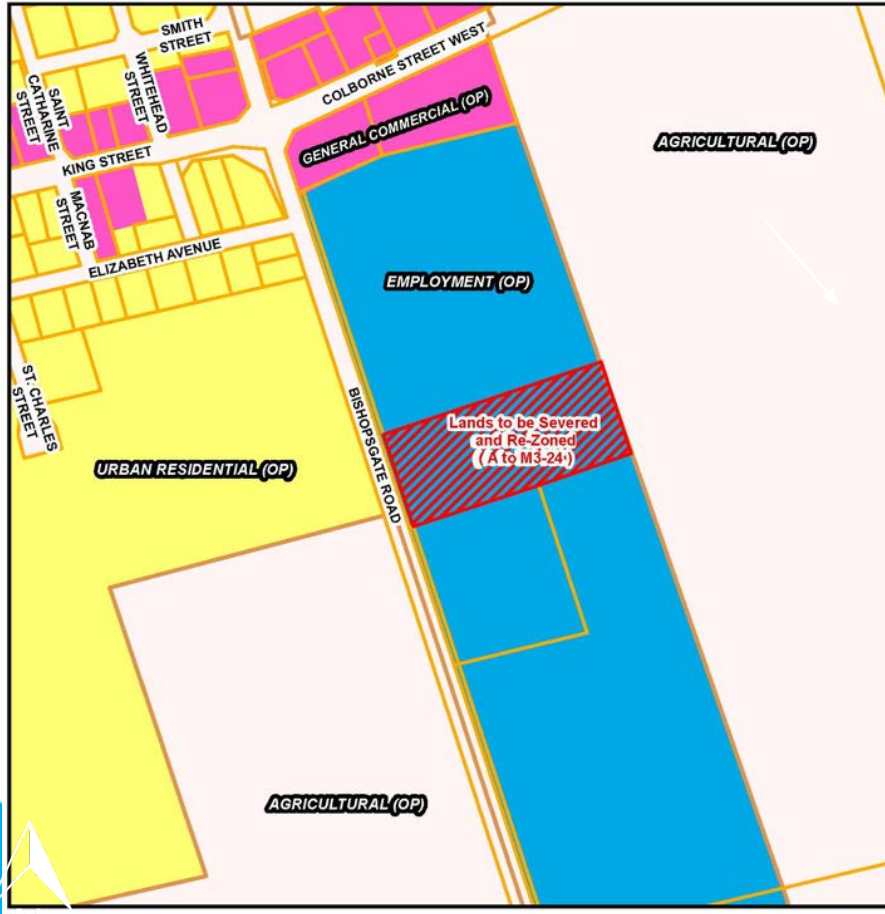 SMITH
STREET
WHITEHEAD
STREET
SAINT
CATHARINE
STREET
COLBORNE STREET WEST
GENERAL COMMERCIAL (OP)
AGRICULTURAL (OP)
KING STREET
MACNAB
STREET
ELIZABETH AVENUE
EMPLOYMENT (OP)
ST. CHARLES
STREET
BISHOPSGATE ROAD
Lands to be Severed
and Re-Zoned
( A to M3-24 )
URBAN RESIDENTIAL (OP)
AGRICULTURAL (OP)